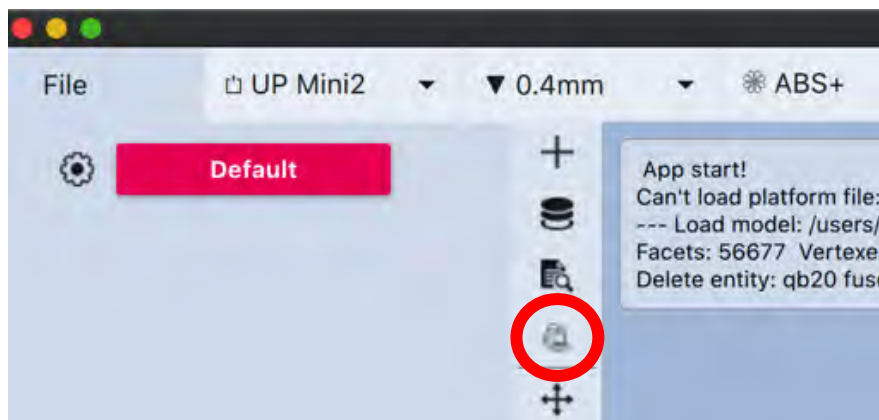 File
UP Mini2
0.4mm
ABS+
Default
App start!
Can't load platform file:
--- Load model: /users/
Facets: 56677 Vertexe
Delete entity: qb20 fus